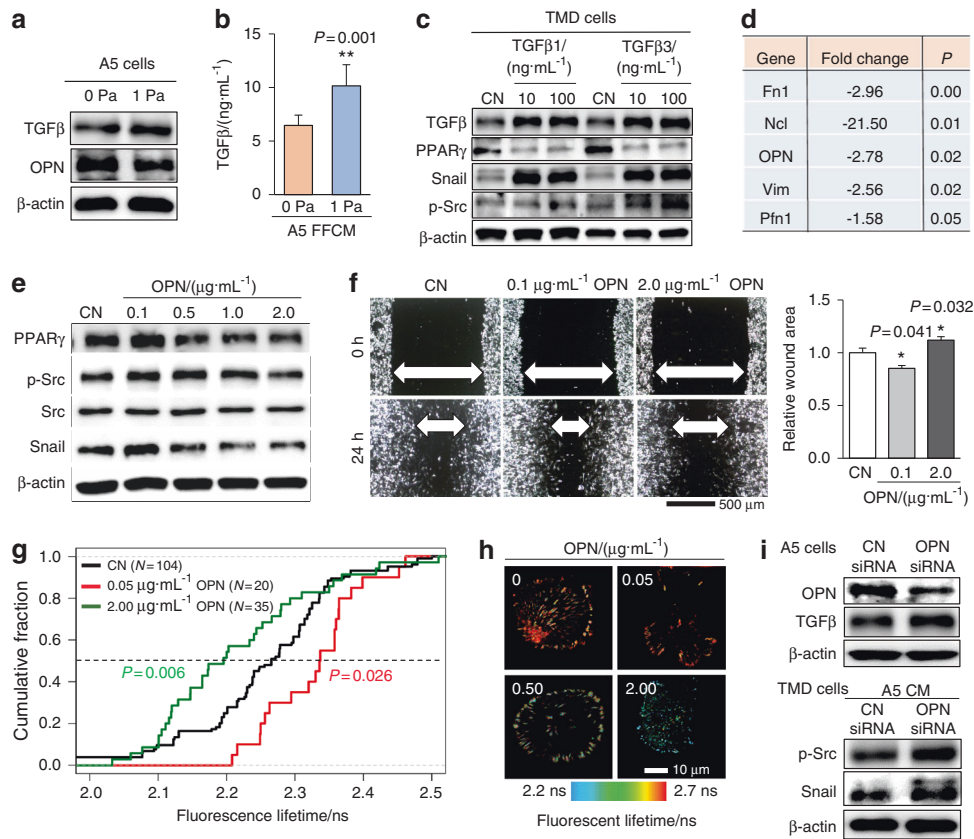 a
A5 cells
0 Pa 1 Pa
TGFβ
OPN
β-actin
b
P=0.001
**
TGFβ/(ng·mL⁻¹)
15
10
5
0
0 Pa 1 Pa
A5 FFCM
c
TMD cells
TGFβ1/ TGFβ3/
(ng·mL⁻¹) (ng·mL⁻¹)
CN 10 100 CN 10 100
TGFβ
PPARγ
Snail
p-Src
β-actin
d
Gene Fold change P
Fn1 -2.96 0.00
Ncl -21.50 0.01
OPN -2.78 0.02
Vim -2.56 0.02
Pfn1 -1.58 0.05
e
OPN/(μg·mL⁻¹)
CN 0.1 0.5 1.0 2.0
PPARγ
p-Src
Src
Snail
β-actin
f
CN 0.1 μg·mL⁻¹ OPN 2.0 μg·mL⁻¹ OPN
0 h
24 h
500 μm
P=0.032
P=0.041
*
*
Relative wound area
1.5
1.0
0.5
0.0
CN 0.1 2.0
OPN/(μg·mL⁻¹)
g
CN (N=104)
0.05 μg·mL⁻¹ OPN (N=20)
2.00 μg·mL⁻¹ OPN (N=35)
Cumulative fraction
1.0
0.8
0.6
0.4
0.2
0.0
P=0.006
P=0.026
2.0 2.1 2.2 2.3 2.4 2.5
Fluorescence lifetime/ns
h
OPN/(μg·mL⁻¹)
0 0.05
0.50 2.00
10 μm
2.2 ns 2.7 ns
Fluorescent lifetime/ns
i
A5 cells CN OPN
siRNA siRNA
OPN
TGFβ
β-actin
TMD cells A5 CM
CN OPN
siRNA siRNA
p-Src
Snail
β-actin